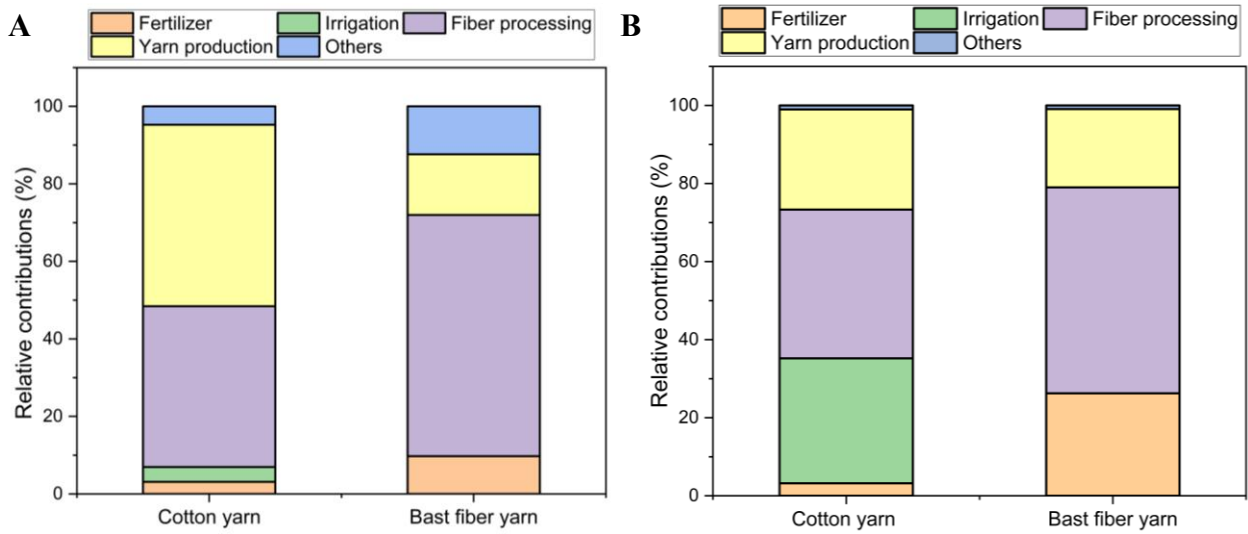 A
Fertilizer Irrigation Fiber processing
Yarn production Others
Relative contributions (%)
100
80
60
40
20
0
Cotton yarn Bast fiber yarn
B
Fertilizer Irrigation Fiber processing
Yarn production Others
Relative contributions (%)
100
80
60
40
20
0
Cotton yarn Bast fiber yarn